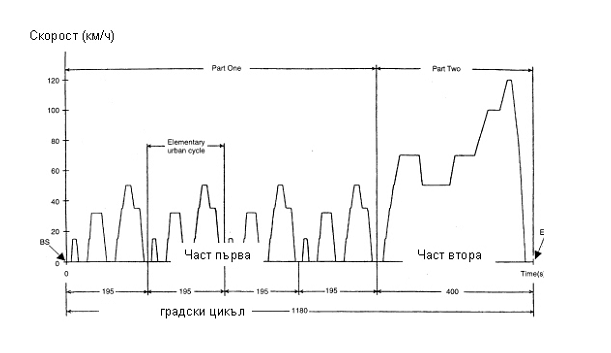 Скорост (км/ч)
Part One
Part Two
120
100
80
60
40
20
0
Elementary
urban cycle
BS
E
Част първа
Част втора
0
Time(s)
195
195
195
195
400
градски цикъл
1180